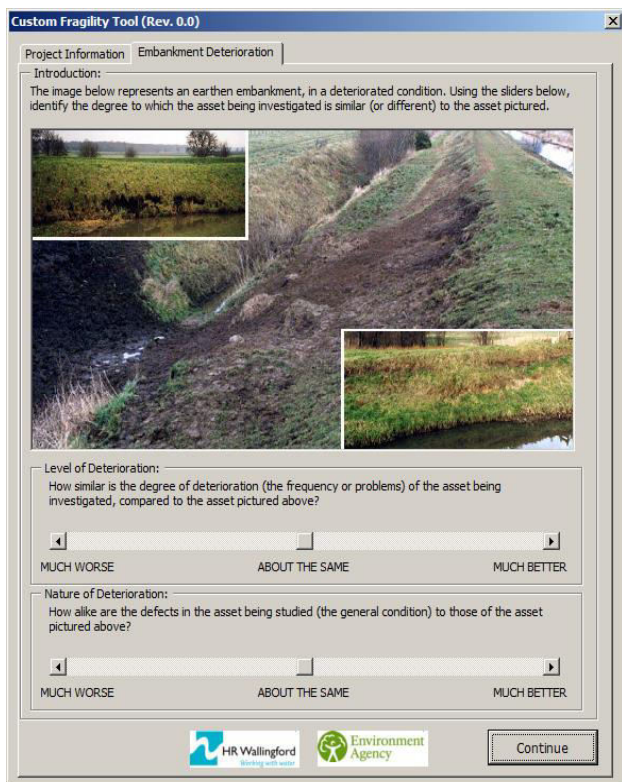 Custom Fragility Tool (Rev. 0.0)
Project Information Embankment Deterioration
Introduction:
The image below represents an earthen embankment, in a deteriorated condition. Using the sliders below,
identify the degree to which the asset being investigated is similar (or different) to the asset pictured.
Level of Deterioration:
How similar is the degree of deterioration (the frequency or problems) of the asset being
investigated, compared to the asset pictured above?
MUCH WORSE ABOUT THE SAME MUCH BETTER
Nature of Deterioration:
How alike are the defects in the asset being studied (the general condition) to those of the asset
pictured above?
MUCH WORSE ABOUT THE SAME MUCH BETTER
HR Wallingford
Working with water
Environment
Agency
Continue